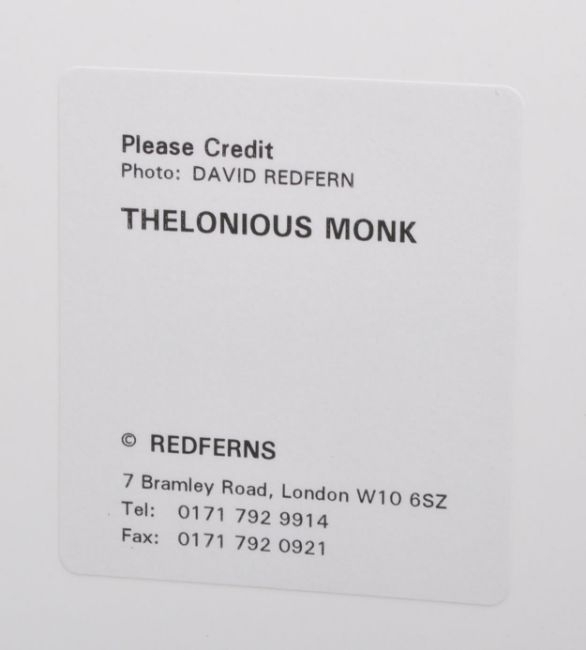 Please Credit
Photo: DAVID REDFERN
THELONIOUS MONK
© REDFERNS
7 Bramley Road, London W10 6SZ
Tel: 0171 792 9914
Fax: 0171 792 0921